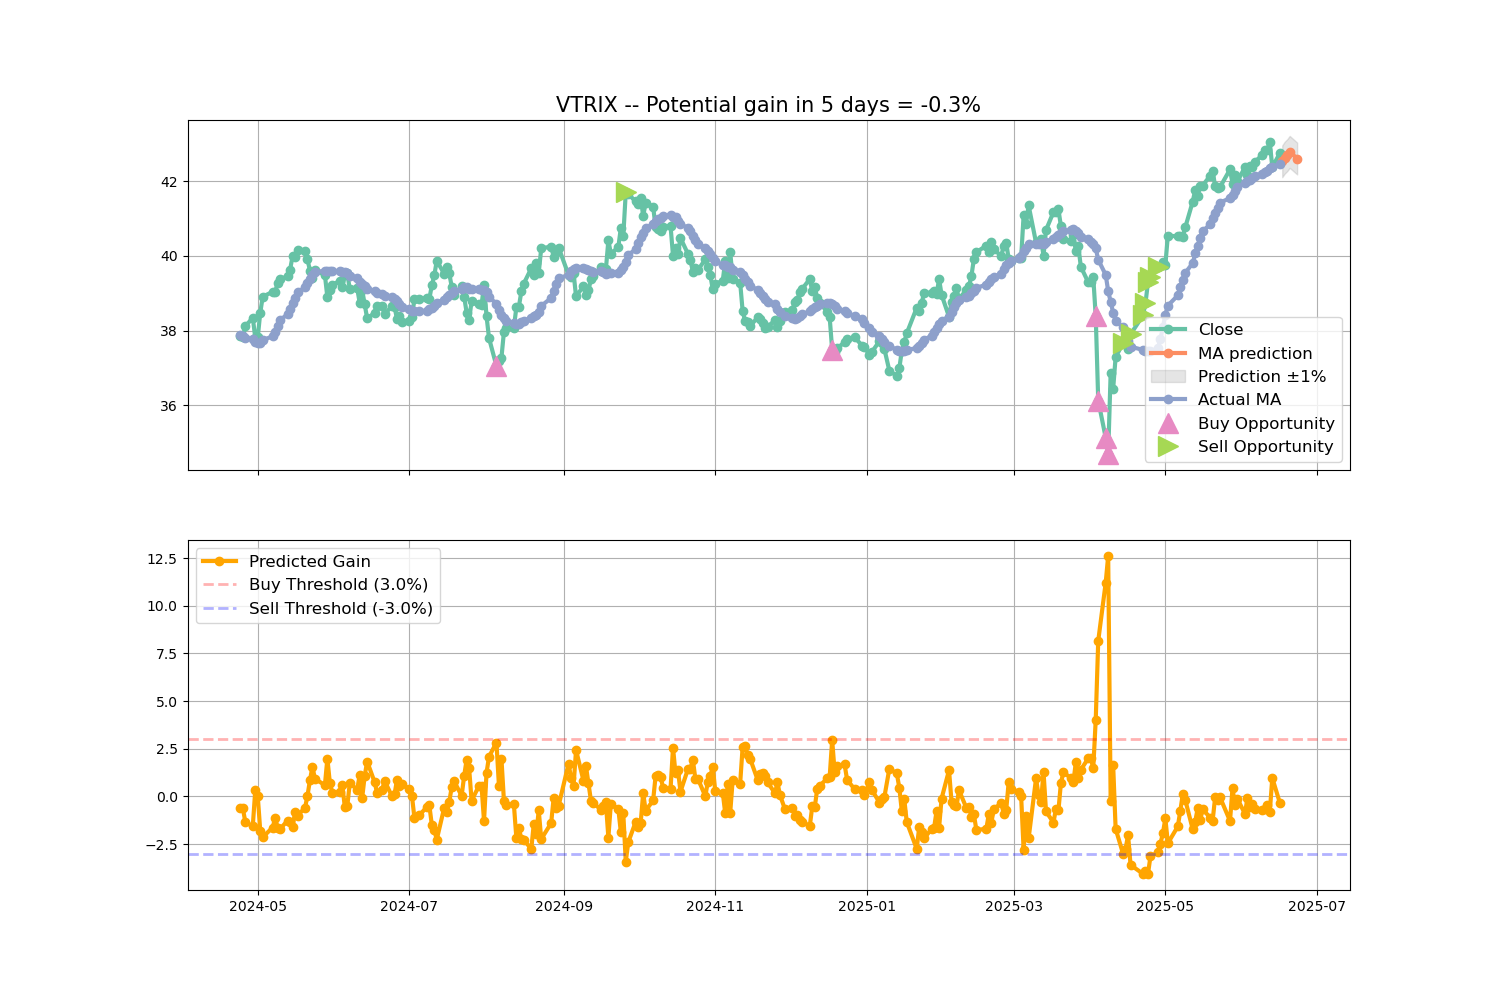 VTRIX -- Potential gain in 5 days = -0.3%
42
40
38
36
Close
MA prediction
Prediction ±1%
Actual MA
Buy Opportunity
Sell Opportunity
12.5
10.0
7.5
5.0
2.5
0.0
−2.5
Predicted Gain
Buy Threshold (3.0%)
Sell Threshold (-3.0%)
2024-05
2024-07
2024-09
2024-11
2025-01
2025-03
2025-05
2025-07